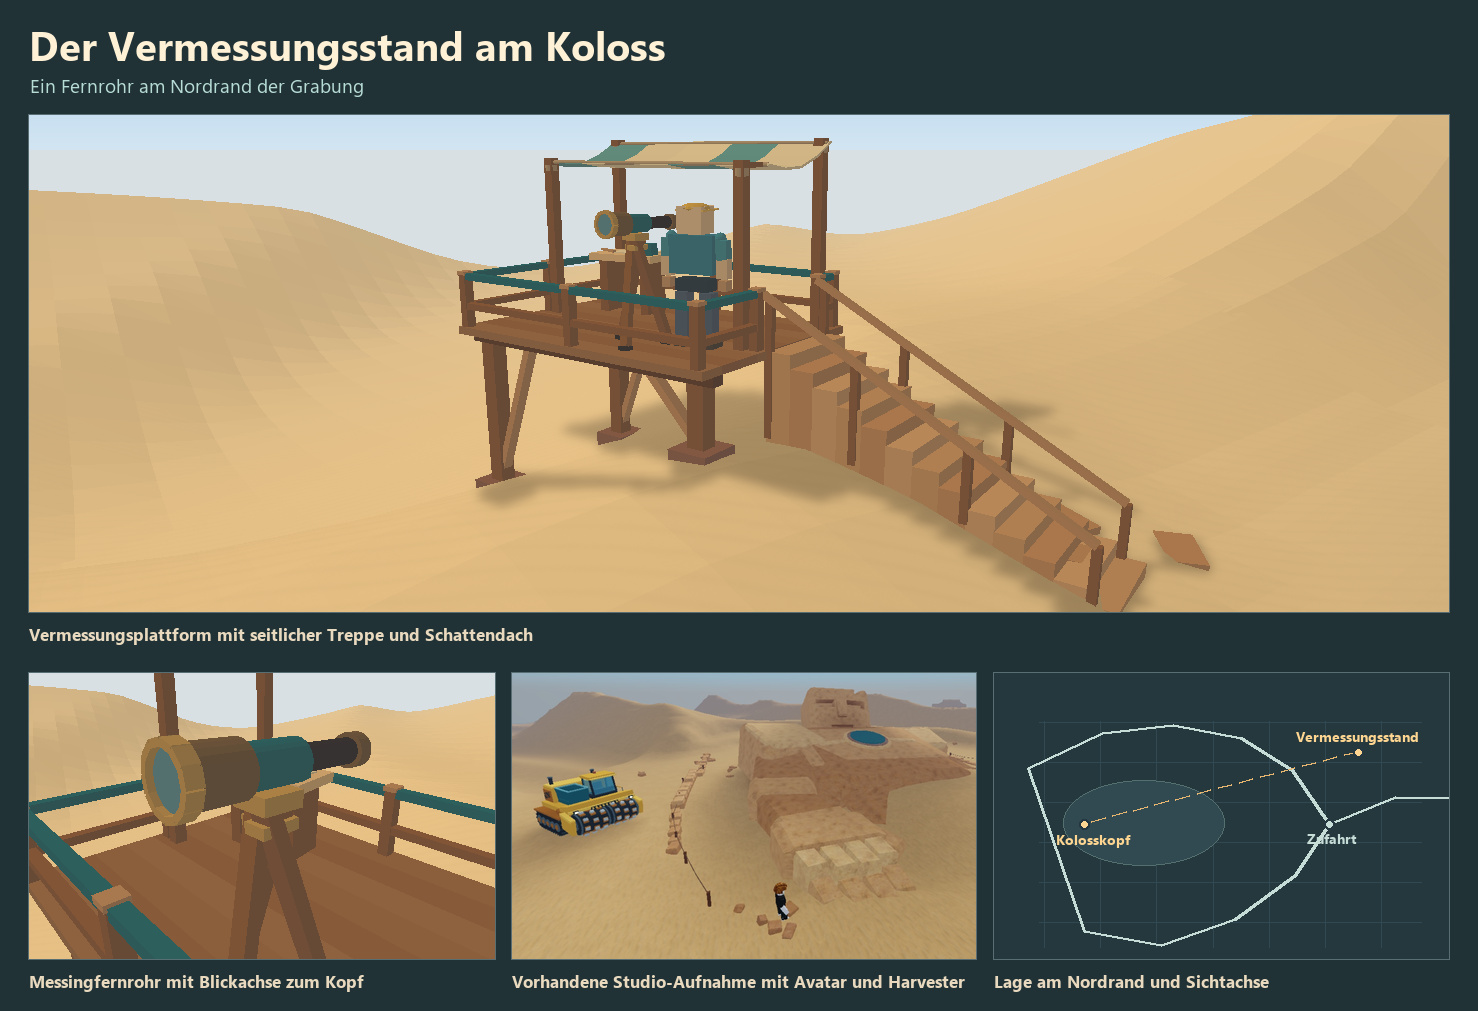 Der Vermessungsstand am Koloss
Ein Fernrohr am Nordrand der Grabung
Vermessungsplattform mit seitlicher Treppe und Schattendach
Vermessungsstand
Kolosskopf
Zufahrt
Messingfernrohr mit Blickachse zum Kopf
Vorhandene Studio-Aufnahme mit Avatar und Harvester
Lage am Nordrand und Sichtachse